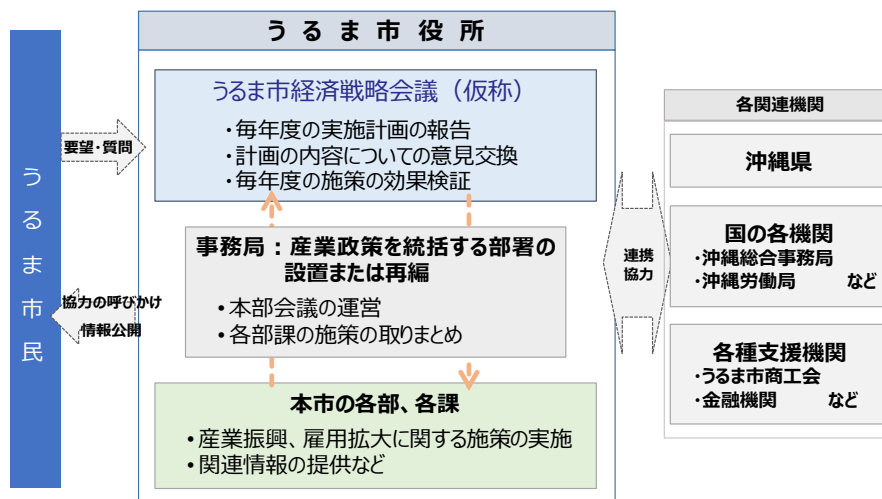 うるま市民
要望・質問
協力の呼びかけ
情報公開
うるま市役所
うるま市経済戦略会議（仮称）
・毎年度の実施計画の報告
・計画の内容についての意見交換
・毎年度の施策の効果検証
事務局：産業政策を統括する部署の
設置または再編
・本部会議の運営
・各部課の施策の取りまとめ
本市の各部、各課
・産業振興、雇用拡大に関する施策の実施
・関連情報の提供など
連携
協力
各関連機関
沖縄県
国の各機関
・沖縄総合事務局
・沖縄労働局　　など
各種支援機関
・うるま市商工会
・金融機関　　など